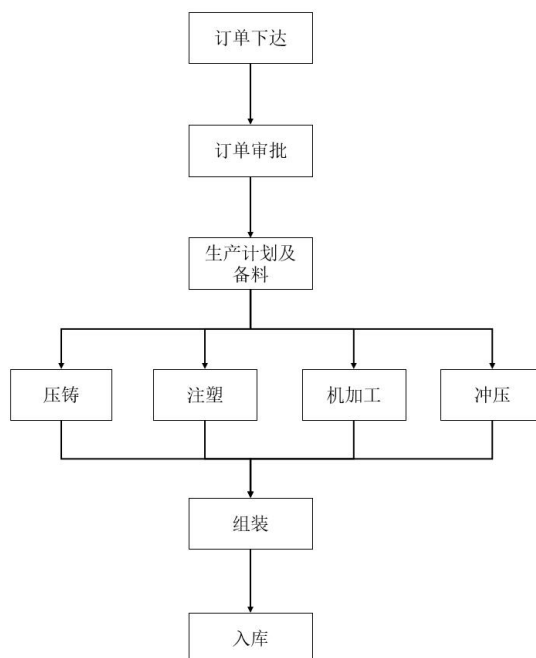 订单下达
订单审批
生产计划及
备料
压铸
注塑
机加工
冲压
组装
入库